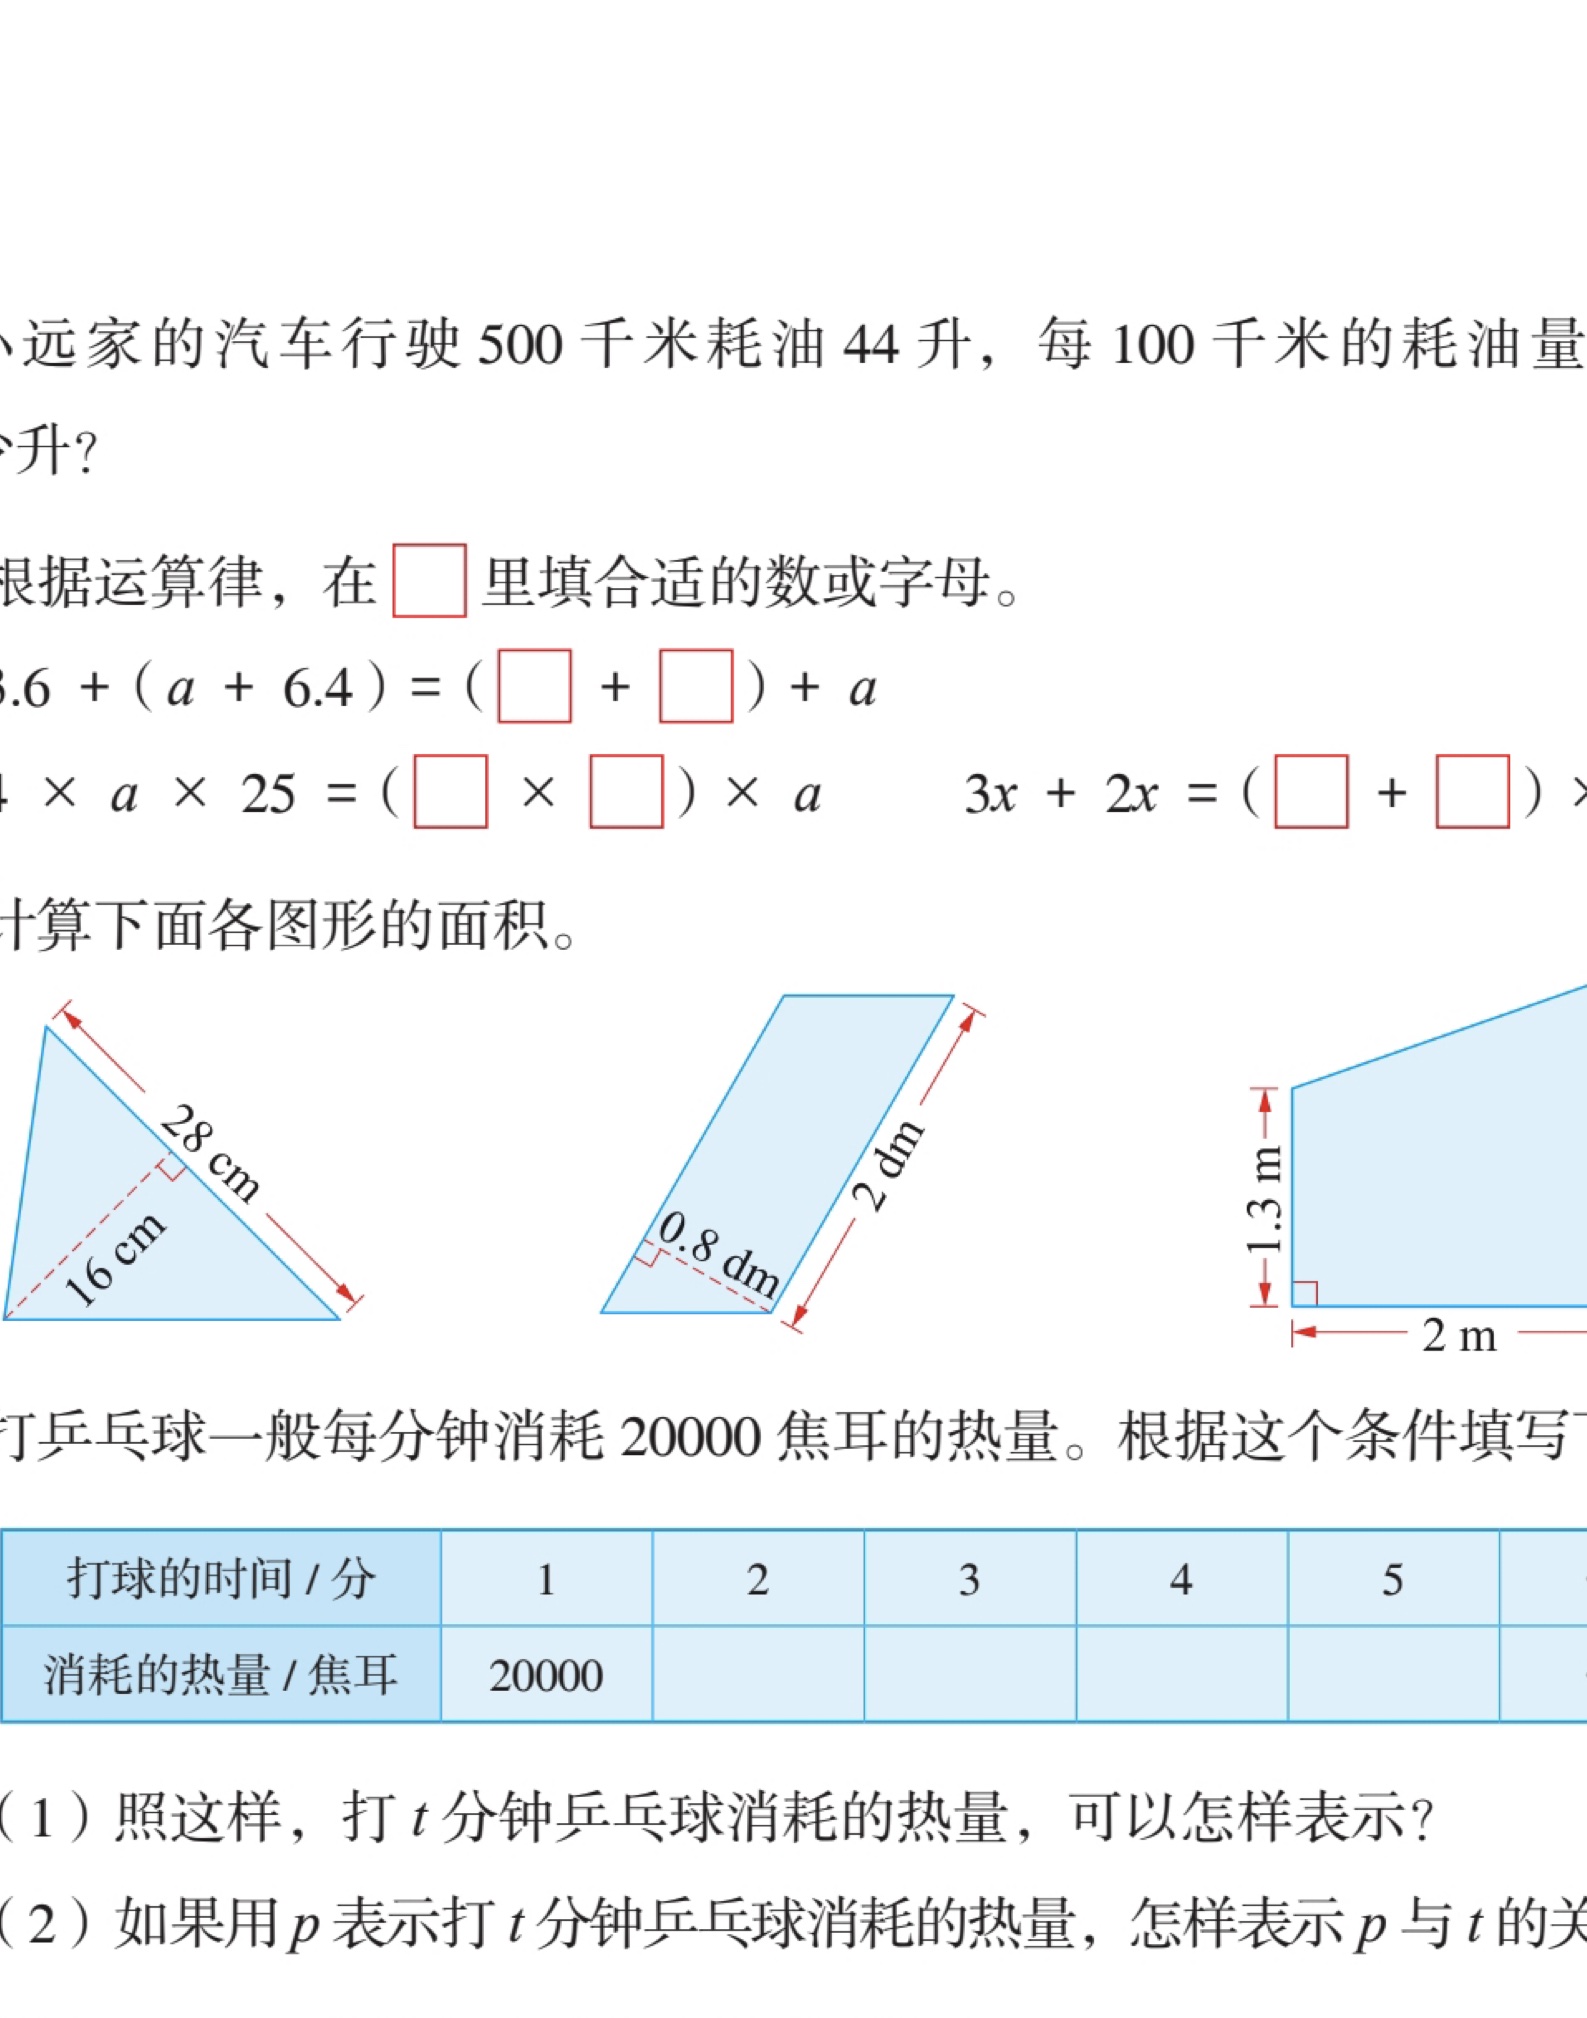 远家的汽车行驶 500 千米耗油 44 升，每 100 千米的耗油量
升？
根据运算律，在□里填合适的数或字母。
.6 + ( a + 6.4 ) = ( □ + □ ) + a
× a × 25 = ( □ × □ ) × a 3x + 2x = ( □ + □ ) ×
计算下面各图形的面积。
28 cm
16 cm
0.8 dm
2 dm
1.3 m
2 m
打乒乓球一般每分钟消耗 20000 焦耳的热量。根据这个条件填写
打球的时间 / 分 1 2 3 4 5
消耗的热量 / 焦耳 20000
（1）照这样，打 t 分钟乒乓球消耗的热量，可以怎样表示？
（2）如果用 p 表示打 t 分钟乒乓球消耗的热量，怎样表示 p 与 t 的关